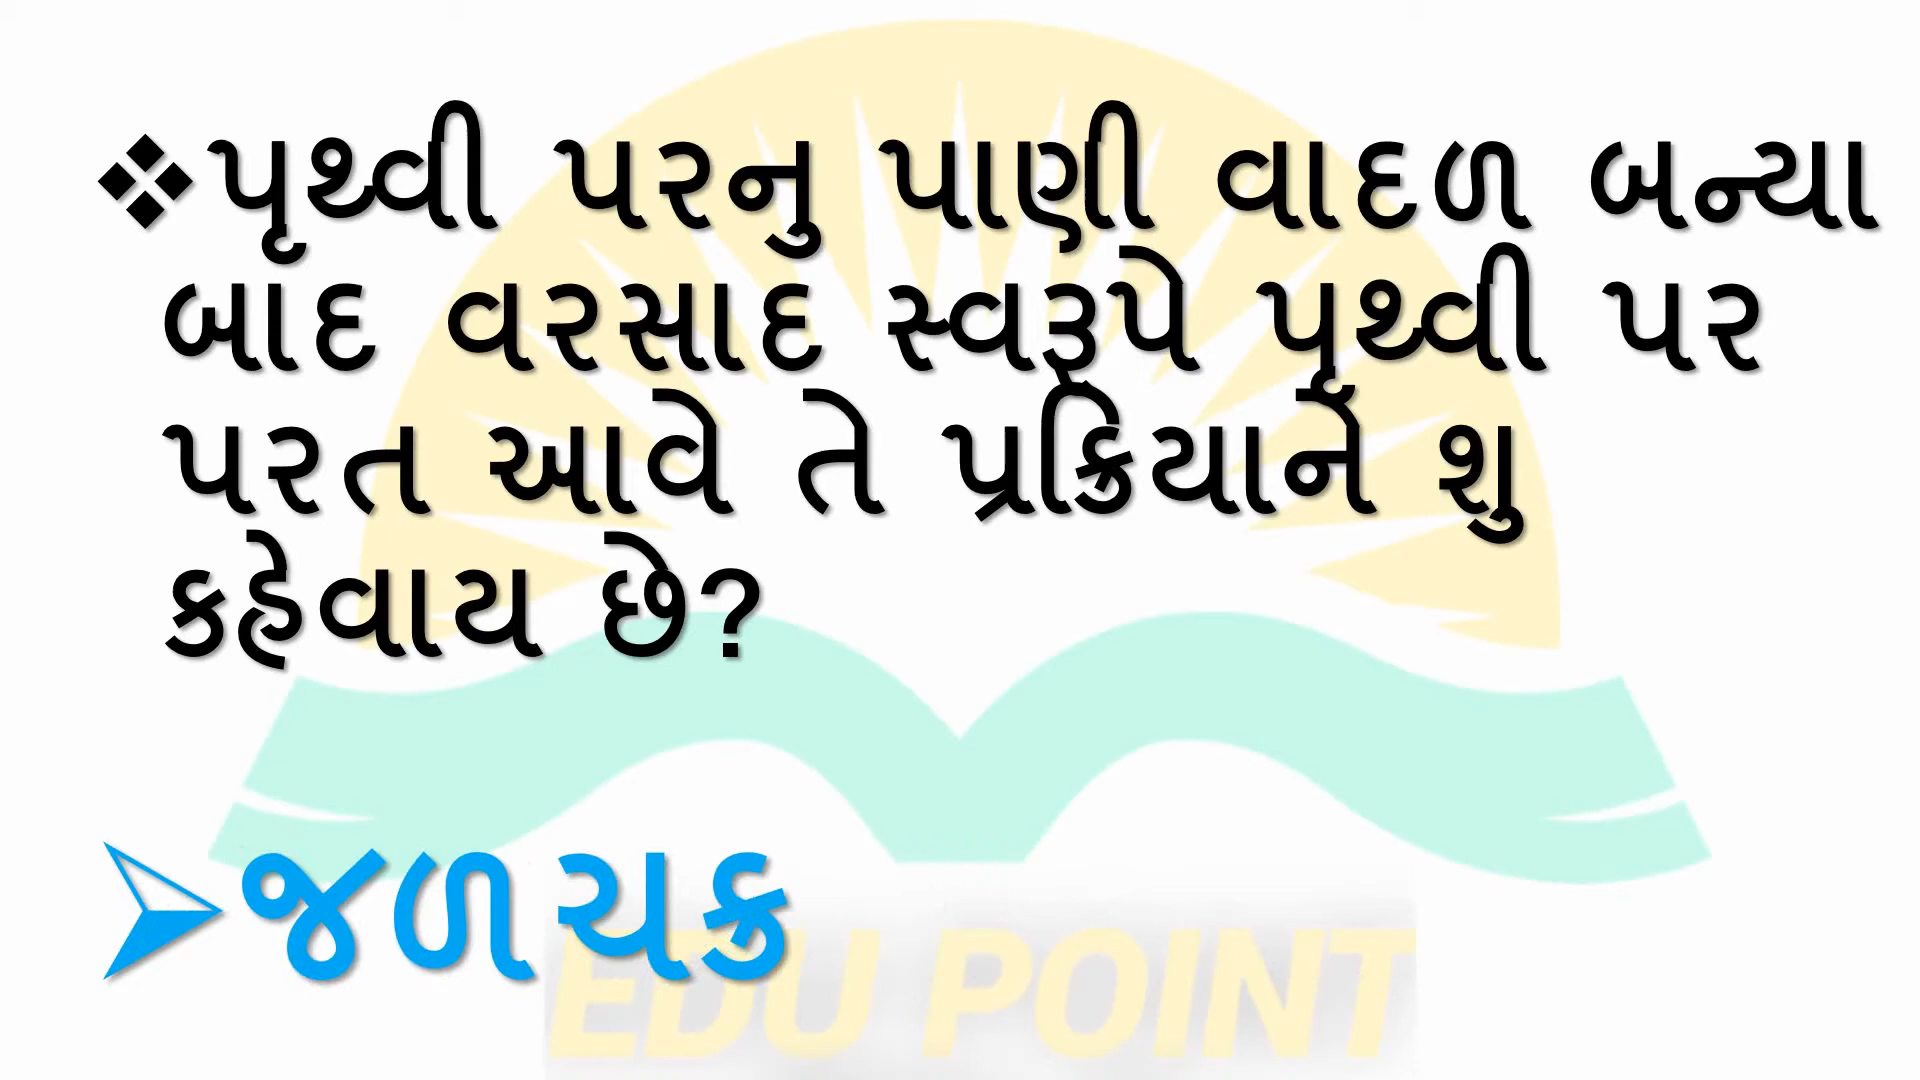 ❖પૃથ્વી પરનુ પાણી વાદળ બન્યા
બાદ વરસાદ સ્વરૂપે પૃથ્વી પર
પરત આવે તે પ્રક્રિયાને શુ
કહેવાય છે?
➢જળચક્ર
EDU POINT